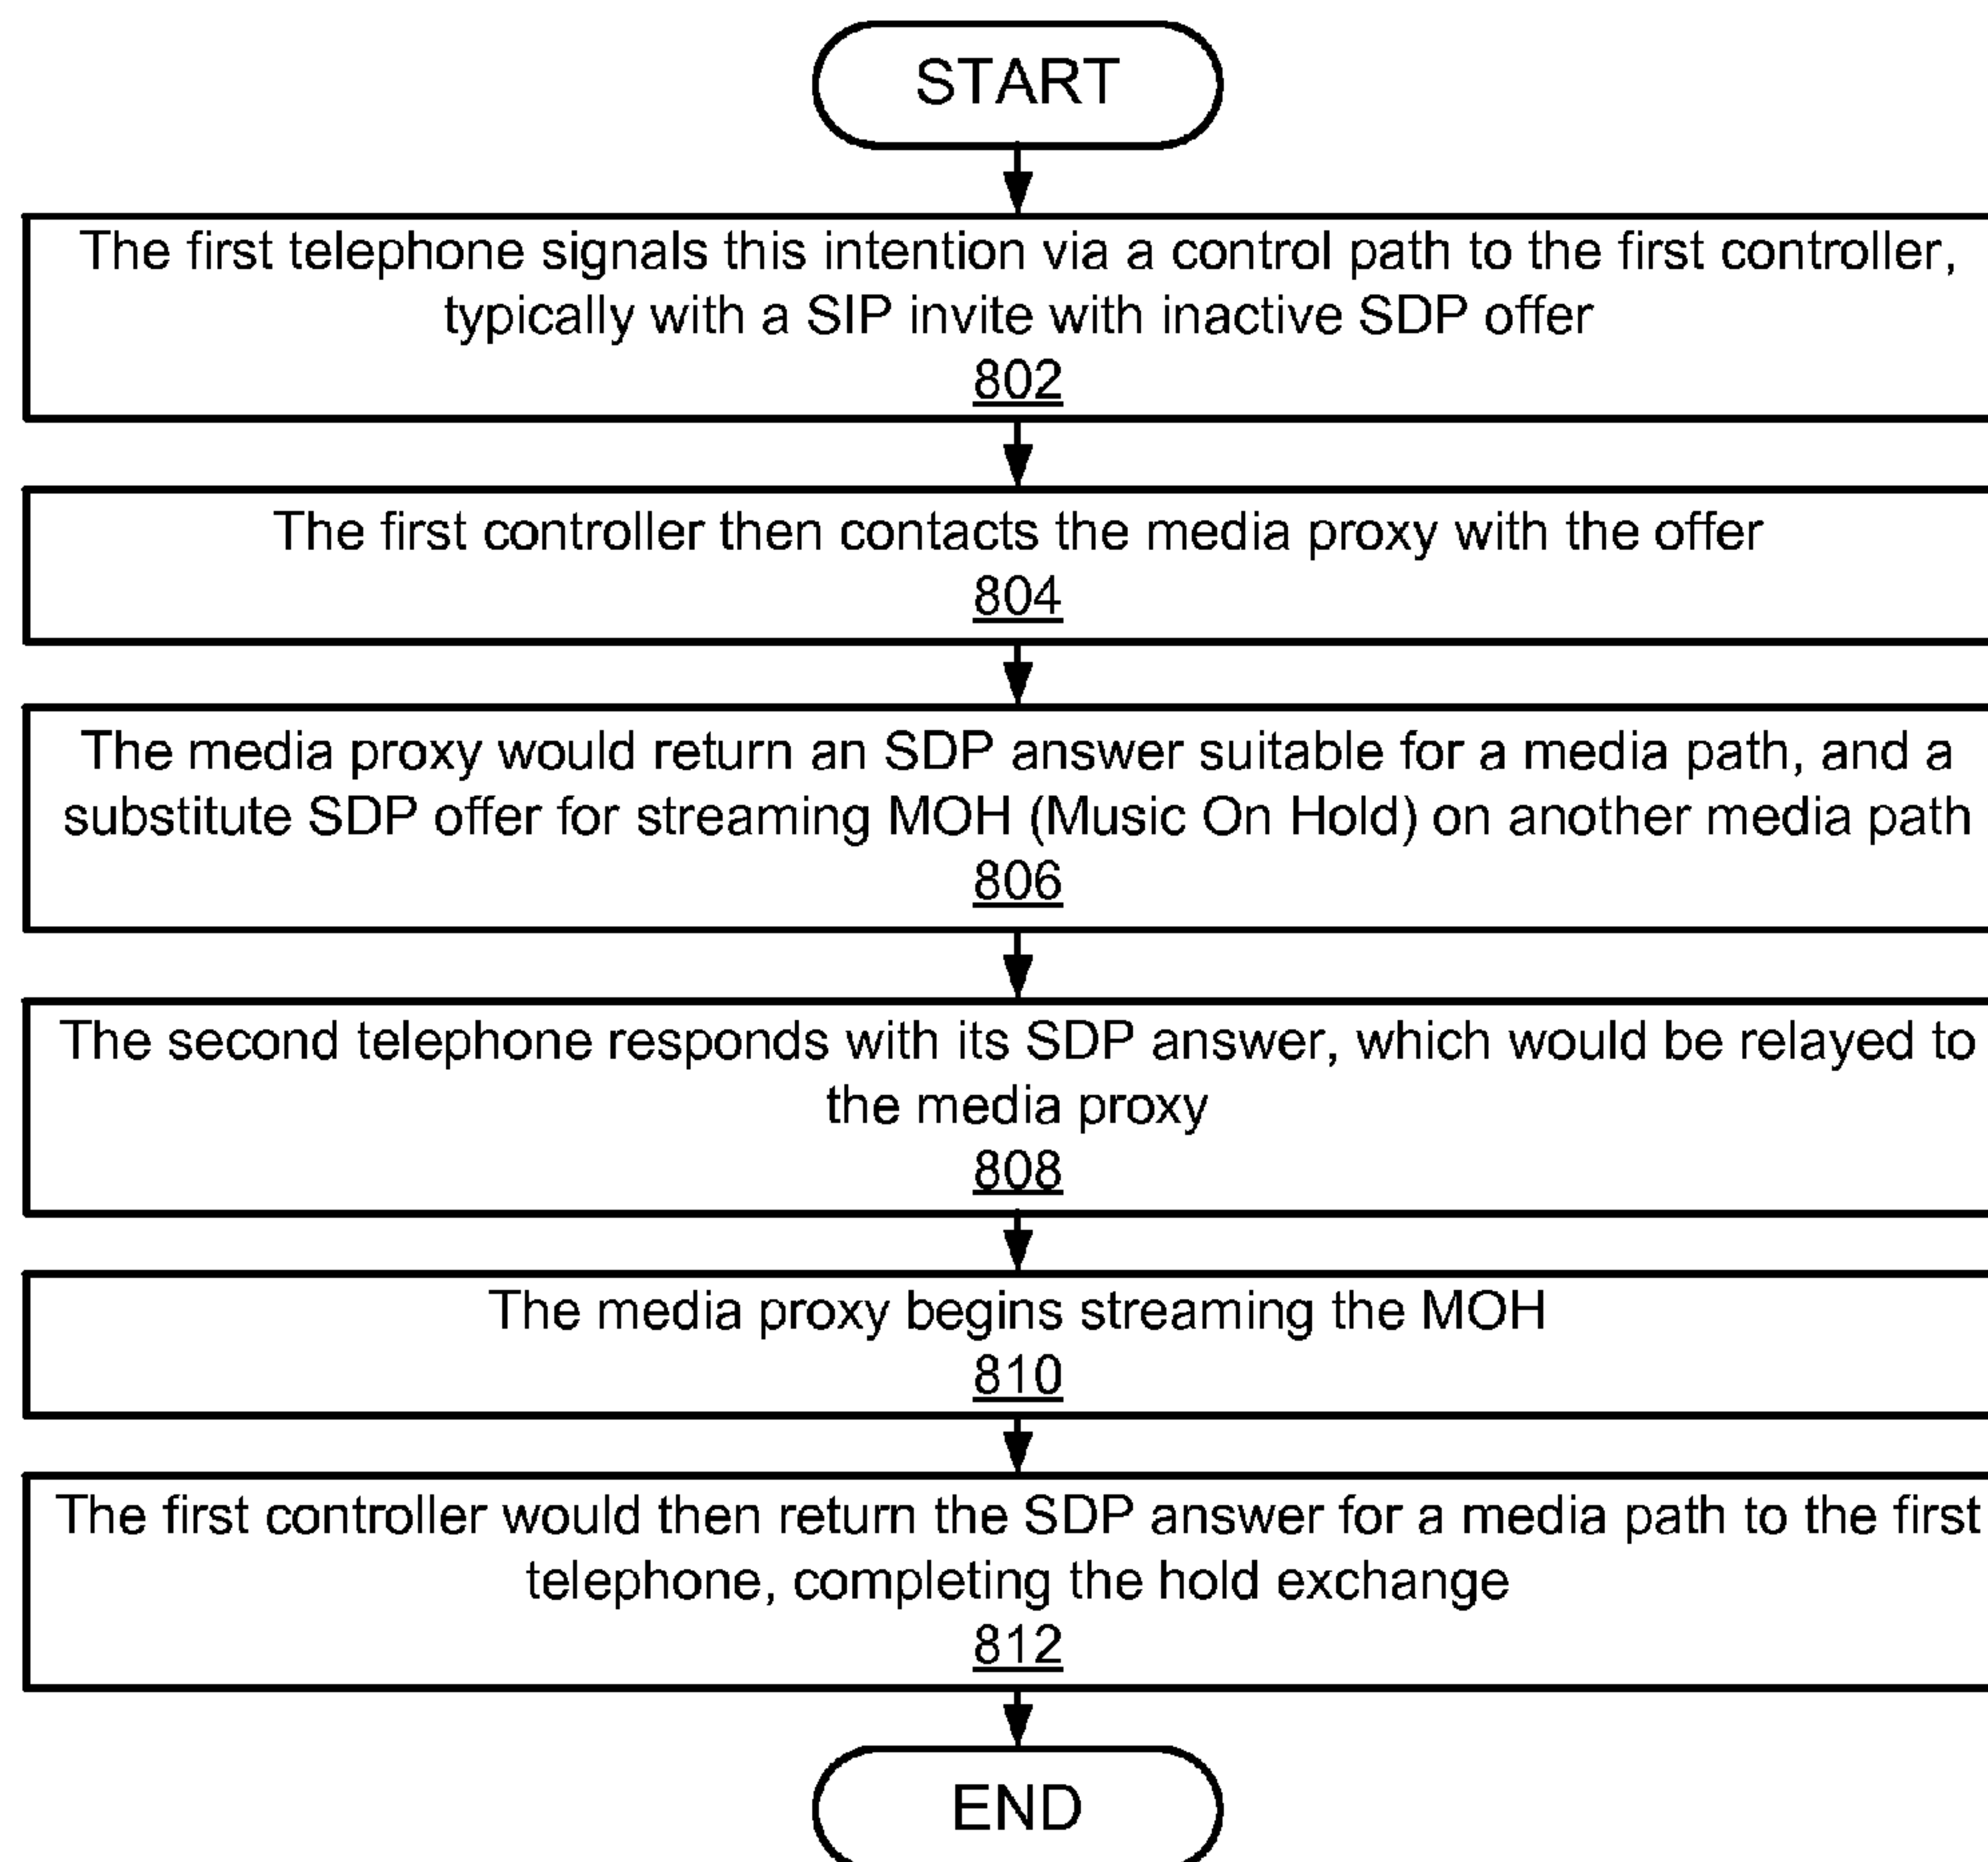 START
The first telephone signals this intention via a control path to the first controller,
typically with a SIP invite with inactive SDP offer
802
The first controller then contacts the media proxy with the offer
804
The media proxy would return an SDP answer suitable for a media path, and a
substitute SDP offer for streaming MOH (Music On Hold) on another media path
806
The second telephone responds with its SDP answer, which would be relayed to
the media proxy
808
The media proxy begins streaming the MOH
810
The first controller would then return the SDP answer for a media path to the first
telephone, completing the hold exchange
812
END